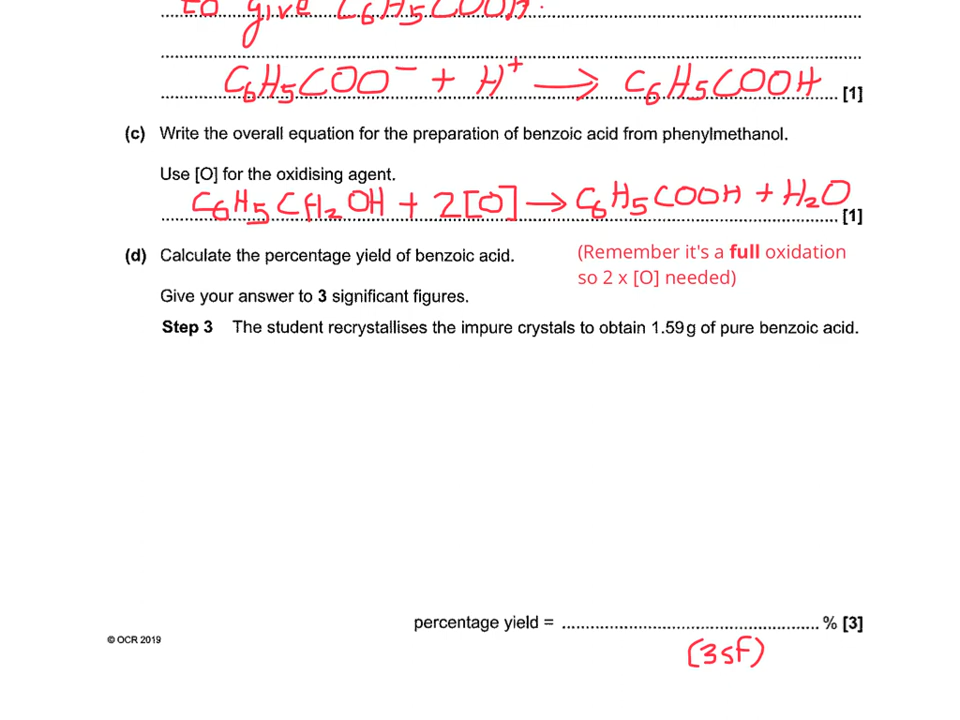 to give C₆H₅COOH.
C₆H₅COO⁻ + H⁺ → C₆H₅COOH [1]
(c) Write the overall equation for the preparation of benzoic acid from phenylmethanol.
Use [O] for the oxidising agent.
C₆H₅CH₂OH + 2[O] → C₆H₅COOH + H₂O [1]
(d) Calculate the percentage yield of benzoic acid.
(Remember it's a full oxidation
so 2 x [O] needed)
Give your answer to 3 significant figures.
Step 3 The student recrystallises the impure crystals to obtain 1.59 g of pure benzoic acid.
percentage yield = ................................................ % [3]
© OCR 2019
(3sf)